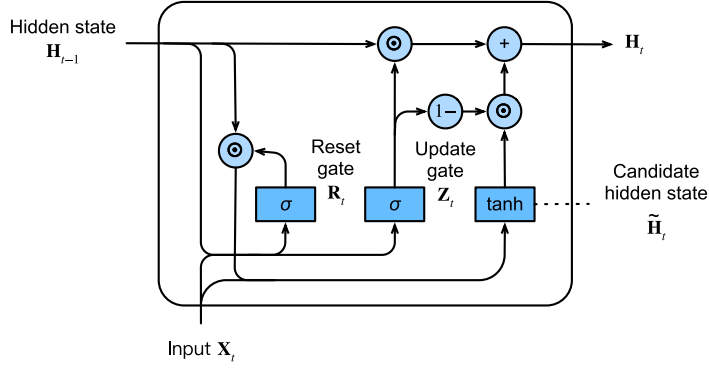 Hidden state
H_{t−1}
H_t
+
1−
Reset
gate
R_t
Update
gate
Z_t
σ
σ
tanh
Candidate
hidden state
H̃_t
Input X_t